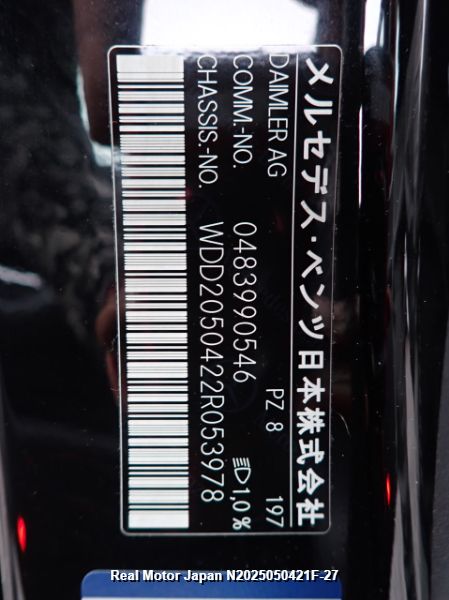 メルセデス・ベンツ日本株式会社
DAIMLER AG PZ 8 197
COMM.-NO. 0483990546 1,0%
CHASSIS.-NO. WDD2050422R053978
Real Motor Japan N2025050421F-27